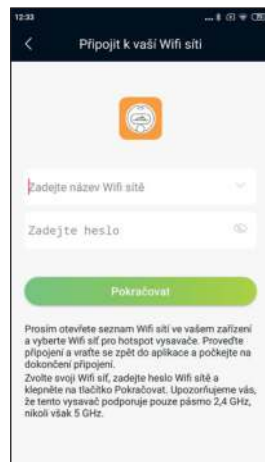 12:33
Připojit k vaší Wifi síti
Zadejte název Wifi sítě
Zadejte heslo
Pokračovat
Prosím otevřete seznam Wifi sítí ve vašem zařízení
a vyberte Wifi síť pro hotspot vysavače. Proveďte
připojení a vraťte se zpět do aplikace a počkejte na
dokončení připojení.
Zvolte svoji Wifi síť, zadejte heslo Wifi sítě a
klepněte na tlačítko Pokračovat. Upozorňujeme vás,
že tento vysavač podporuje pouze pásmo 2,4 GHz,
nikoli však 5 GHz.